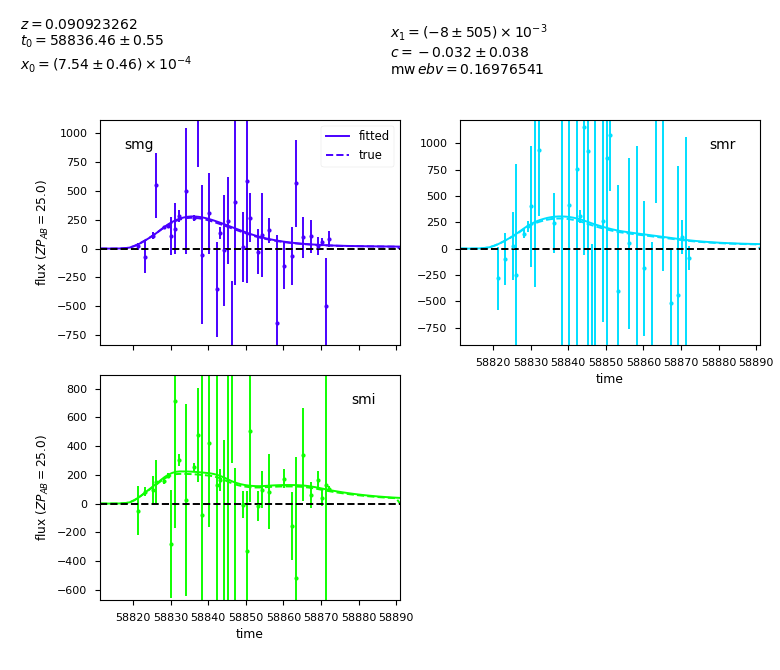 z = 0.090923262
t₀ = 58836.46 ± 0.55
x₀ = (7.54 ± 0.46) × 10⁻⁴
x₁ = (−8 ± 505) × 10⁻³
c = −0.032 ± 0.038
mw ebv = 0.16976541
smg
fitted
true
1000
750
500
250
0
−250
−500
−750
flux (ZP_AB = 25.0)
smr
1000
750
500
250
0
−250
−500
−750
58820 58830 58840 58850 58860 58870 58880 58890
time
smi
800
600
400
200
0
−200
−400
−600
flux (ZP_AB = 25.0)
58820 58830 58840 58850 58860 58870 58880 58890
time